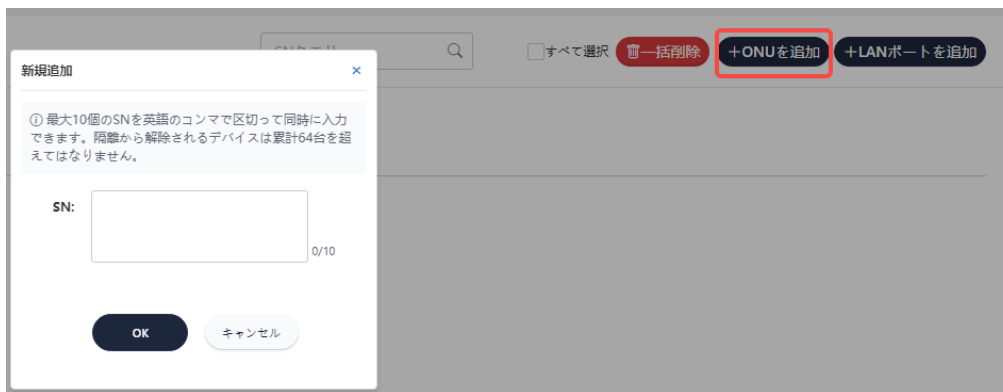 SNクエリ
すべて選択
一括削除
+ONUを追加
+LANポートを追加
新規追加
×
ⓘ 最大10個のSNを英語のコンマで区切って同時に入力
できます。隔離から解除されるデバイスは累計64台を超
えてはなりません。
SN:
0/10
OK
キャンセル